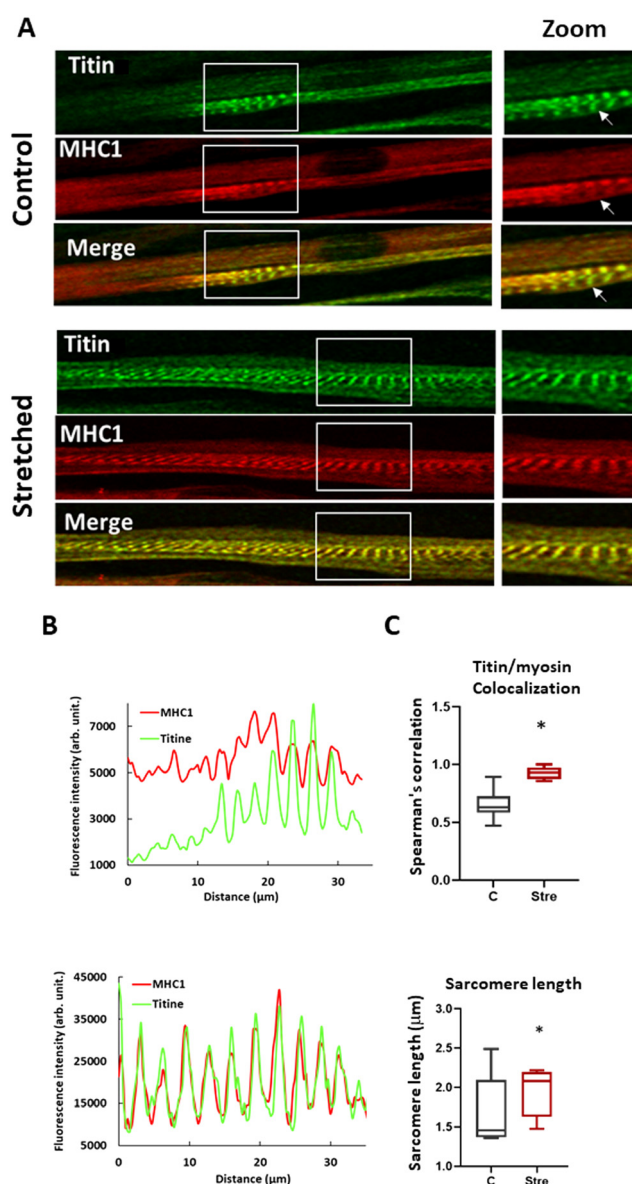 A
Zoom
Control
Titin
MHC1
Merge
Stretched
Titin
MHC1
Merge
B
Fluorescence intensity (arb. unit.)
7000
5000
3000
1000
MHC1
Titine
0 10 20 30
Distance (μm)
C
Titin/myosin
Colocalization
Spearman's correlation
1.5
1.0
0.5
0.0
*
C Stre
Fluorescence intensity (arb. unit.)
45000
35000
25000
15000
5000
MHC1
Titine
0 10 20 30
Distance (μm)
Sarcomere length
Sarcomere length (μm)
3.0
2.5
2.0
1.5
1.0
*
C Stre